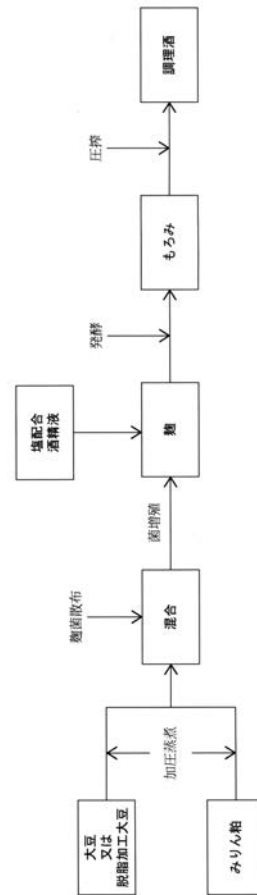 大豆
又は
脱脂加工大豆
みりん粕
加圧蒸煮
麹菌散布
混合
菌増殖
塩配合
酒精液
麹
発酵
もろみ
圧搾
調理酒